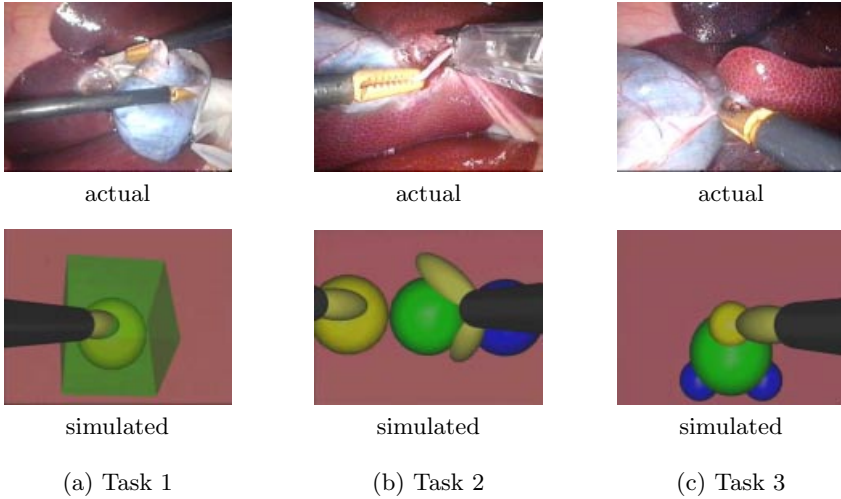 actual
actual
actual
simulated
simulated
simulated
(a) Task 1
(b) Task 2
(c) Task 3